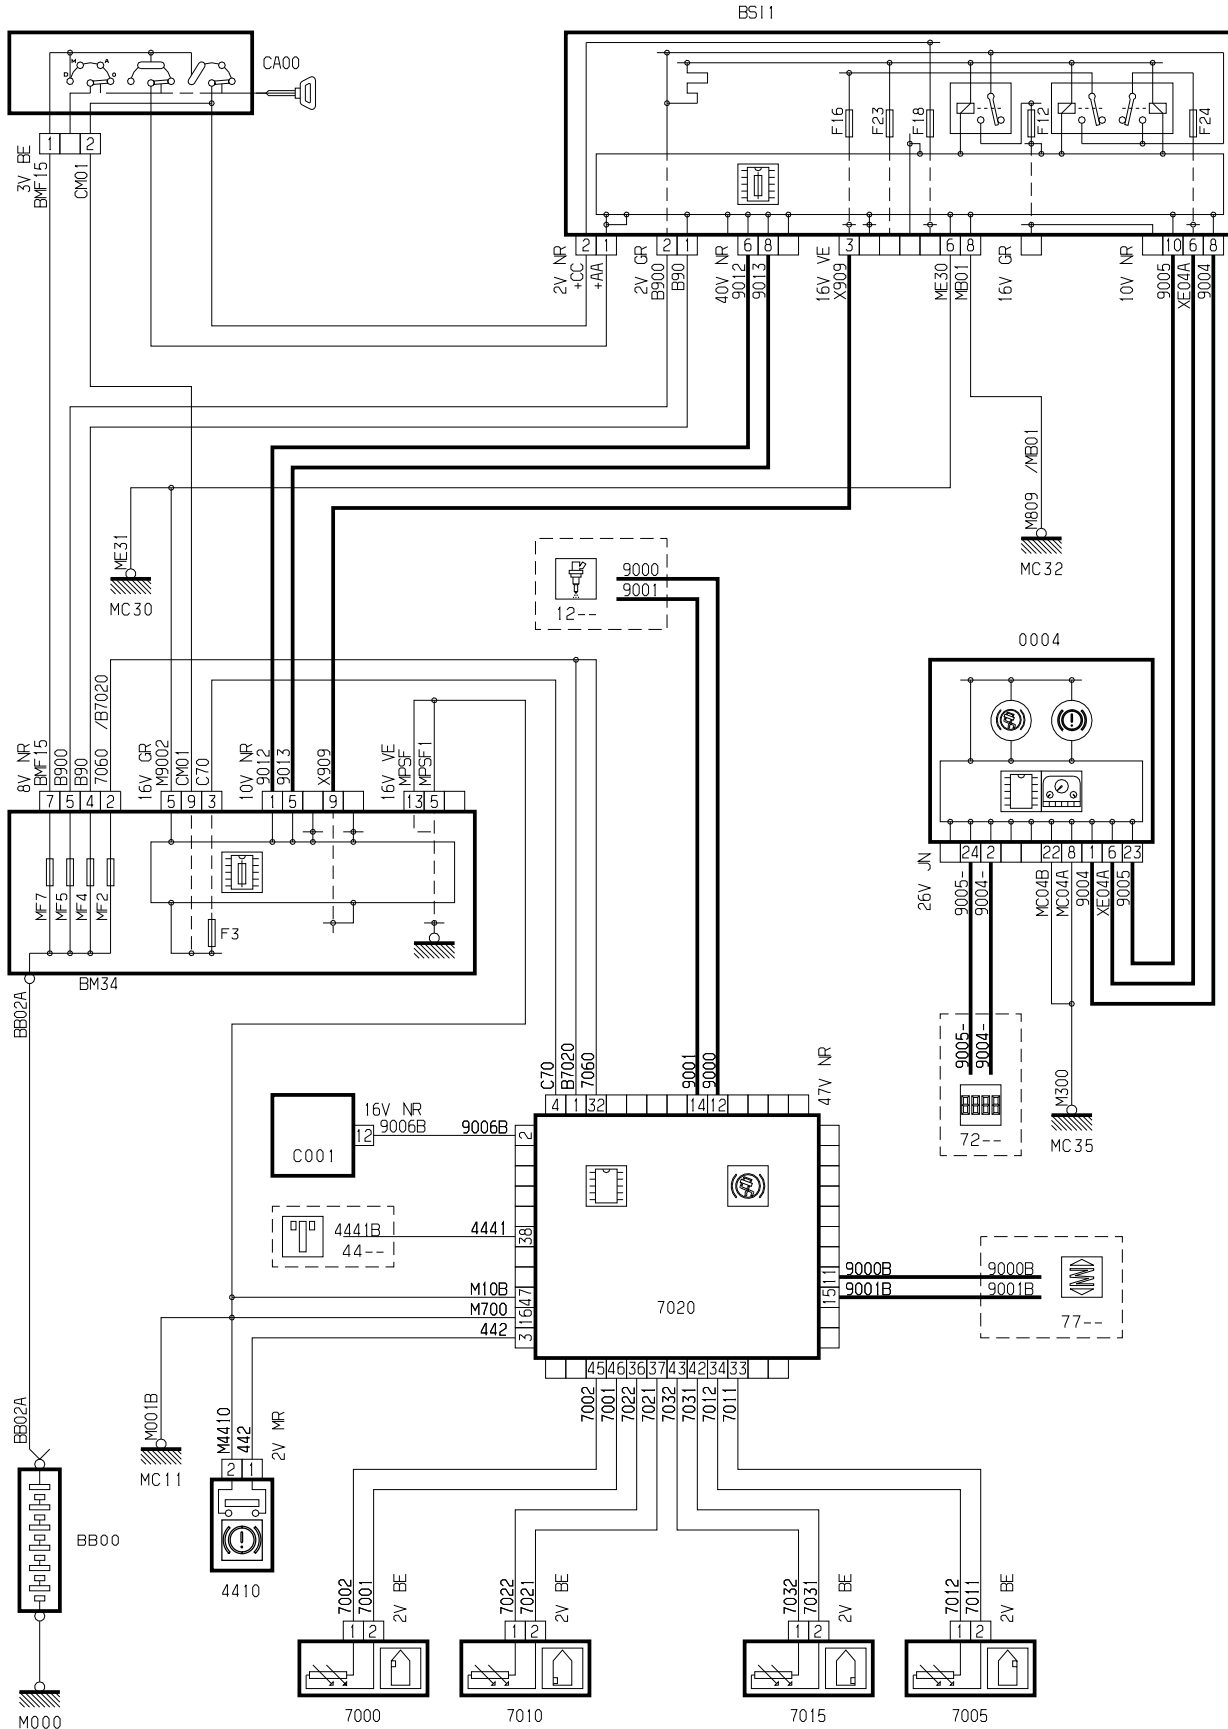 BSI1
CA00
M A
D O
1 2
3V BE
BMF15
CM01
F16
F23
F18
F12
F24
2 1 2 1 6 8 3 6 8 10 6 8
2V NR
+CC
+AA
2V GR
B900
B90
40V NR
9012
9013
16V VE
X909
ME30
MB01
16V GR
10V NR
9005
XE04A
9004
/MB01
M809
MC32
ME31
MC30
9000
9001
12--
0004
8V NR
BMF15
B900
B90
7060 /B7020
16V GR
M9002
CM01
C70
10V NR
9012
9013
X909
16V VE
MPSF
MPSF1
7 5 4 2 5 9 3 1 5 9 13 5
MF7
MF5
MF4
MF2
F3
BM34
24 2 22 8 1 6 23
26V JN
9005-
9004-
MC04B
MC04A
9004
XE04A
9005
BB02A
9005-
9004-
72--
M300
MC35
C70
B7020
7060
9001
9000
47V NR
4 1 32 14 12
C001
16V NR
12
9006B
9006B
2
4441B
44--
4441
38
M10B
47
M700
16
442
3
7020
11
9000B
9000B
15
9001B
9001B
77--
45 46 36 37 43 42 34 33
7002
7001
7022
7021
7032
7031
7012
7011
BB02A
M001B
MC11
M4410
442
2V MR
2 1
4410
BB00
M000
7002
7001
2V BE
1 2
7000
7022
7021
2V BE
1 2
7010
7032
7031
2V BE
1 2
7015
7012
7011
2V BE
1 2
7005